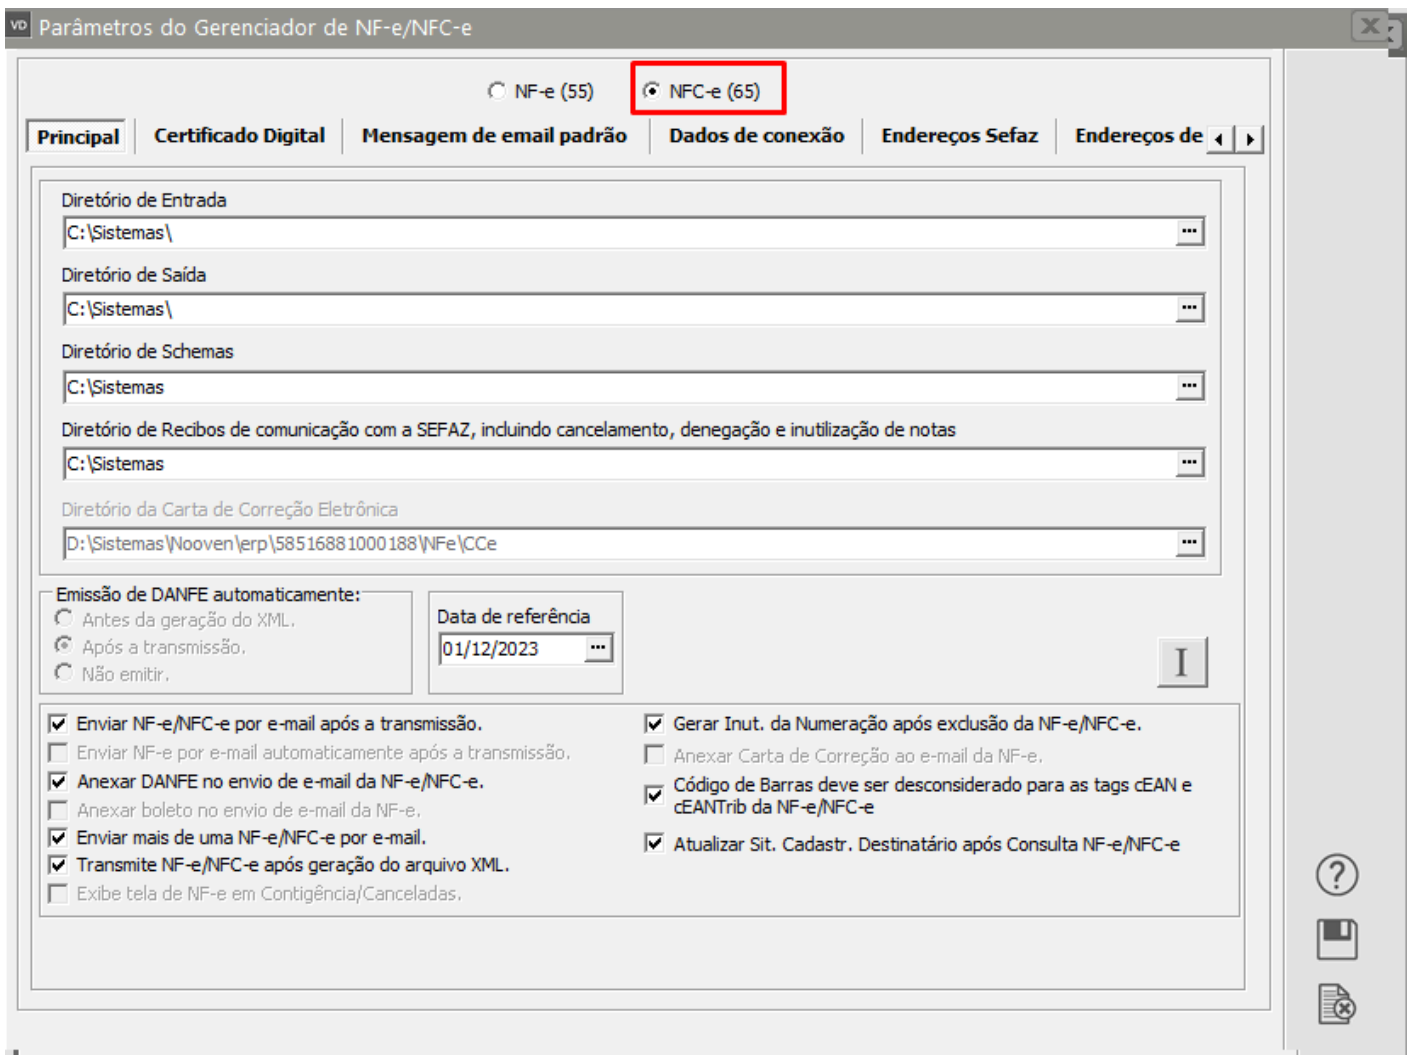 VD Parâmetros do Gerenciador de NF-e/NFC-e
NF-e (55) NFC-e (65)
Principal Certificado Digital Mensagem de email padrão Dados de conexão Endereços Sefaz Endereços de
Diretório de Entrada
C:\Sistemas\
Diretório de Saída
C:\Sistemas\
Diretório de Schemas
C:\Sistemas
Diretório de Recibos de comunicação com a SEFAZ, incluindo cancelamento, denegação e inutilização de notas
C:\Sistemas
Diretório da Carta de Correção Eletrônica
D:\Sistemas\Nooven\erp\58516881000188\NFe\CCe
Emissão de DANFE automaticamente:
Antes da geração do XML.
Após a transmissão.
Não emitir.
Data de referência
01/12/2023
I
Enviar NF-e/NFC-e por e-mail após a transmissão.
Enviar NF-e por e-mail automaticamente após a transmissão.
Anexar DANFE no envio de e-mail da NF-e/NFC-e.
Anexar boleto no envio de e-mail da NF-e.
Enviar mais de uma NF-e/NFC-e por e-mail.
Transmite NF-e/NFC-e após geração do arquivo XML.
Exibe tela de NF-e em Contigência/Canceladas.
Gerar Inut. da Numeração após exclusão da NF-e/NFC-e.
Anexar Carta de Correção ao e-mail da NF-e.
Código de Barras deve ser desconsiderado para as tags cEAN e
cEANTrib da NF-e/NFC-e
Atualizar Sit. Cadastr. Destinatário após Consulta NF-e/NFC-e